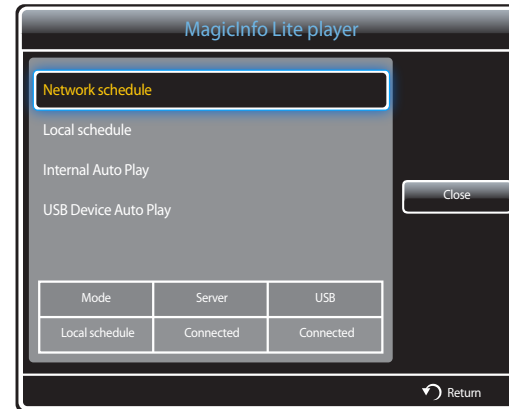 MagicInfo Lite player
Network schedule
Local schedule
Internal Auto Play
USB Device Auto Play
Close
Mode Server USB
Local schedule Connected Connected
Return